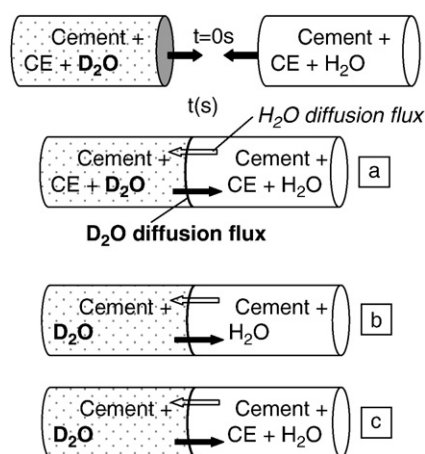 Cement + t=0s Cement +
CE + D₂O CE + H₂O
t(s)
H₂O diffusion flux
Cement + Cement +
CE + D₂O CE + H₂O a
D₂O diffusion flux
Cement + Cement +
D₂O H₂O b
Cement + Cement +
D₂O CE + H₂O c